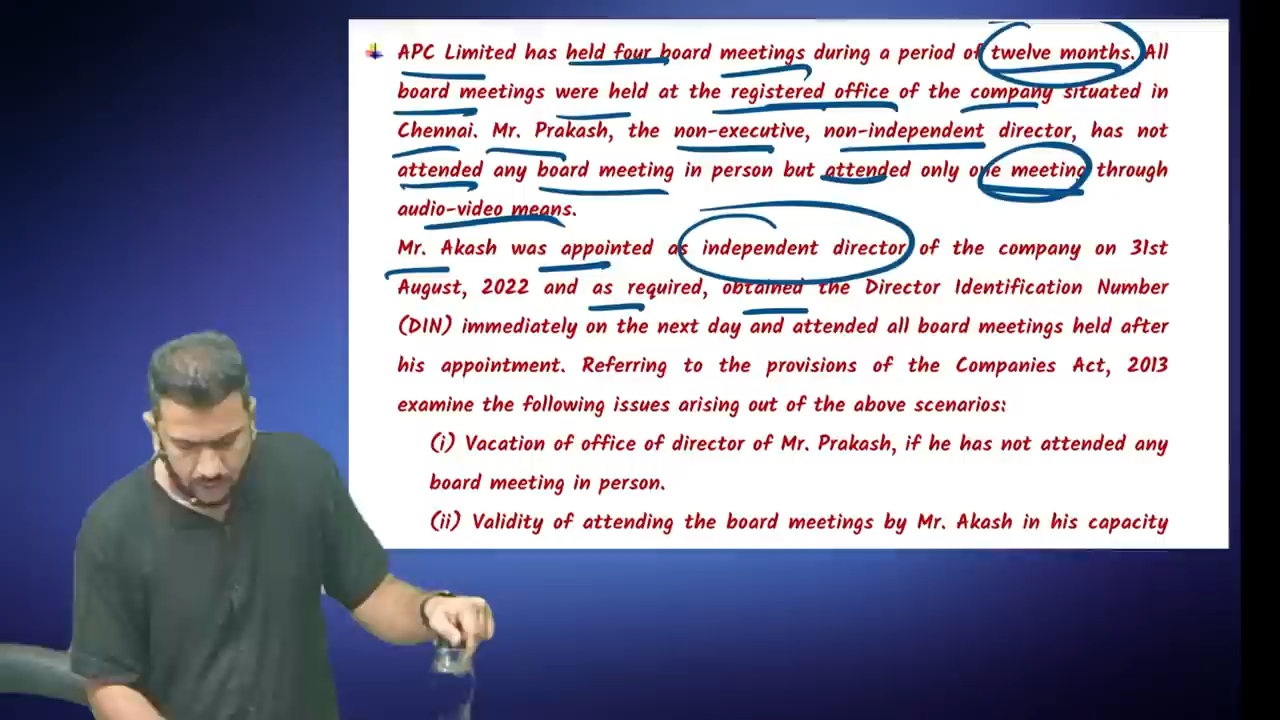 APC Limited has held four board meetings during a period of twelve months. All
board meetings were held at the registered office of the company situated in
Chennai. Mr. Prakash, the non-executive, non-independent director, has not
attended any board meeting in person but attended only one meeting through
audio-video means.
Mr. Akash was appointed as independent director of the company on 31st
August, 2022 and as required, obtained the Director Identification Number
(DIN) immediately on the next day and attended all board meetings held after
his appointment. Referring to the provisions of the Companies Act, 2013
examine the following issues arising out of the above scenarios:
(i) Vacation of office of director of Mr. Prakash, if he has not attended any
board meeting in person.
(ii) Validity of attending the board meetings by Mr. Akash in his capacity